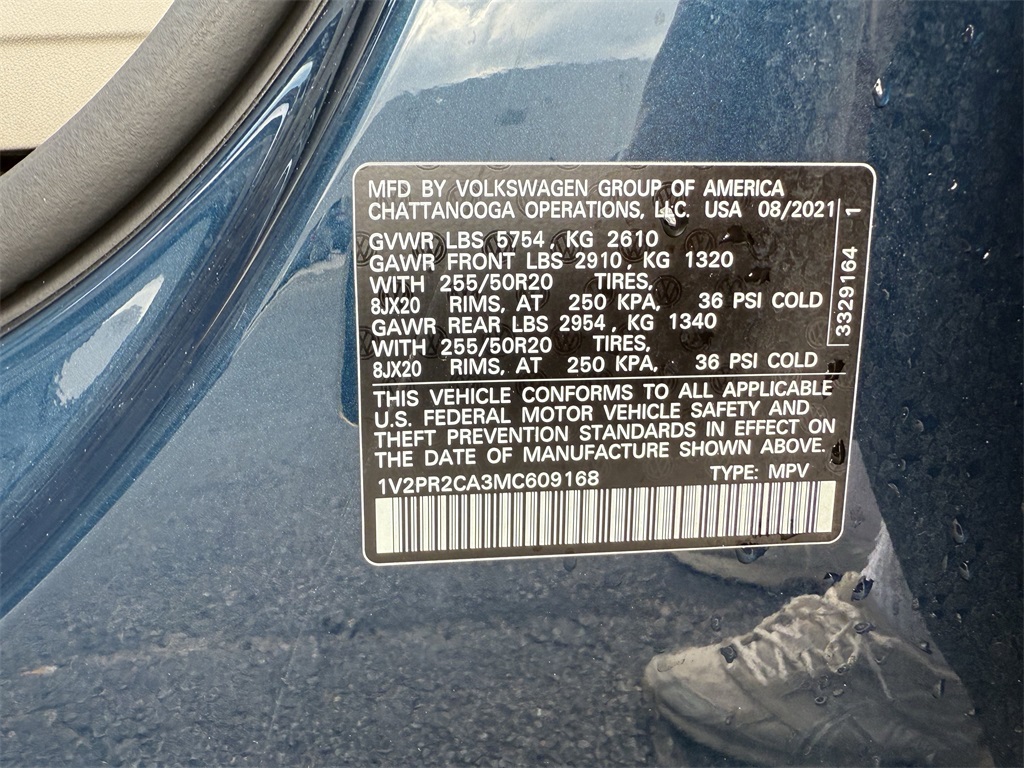 MFD BY VOLKSWAGEN GROUP OF AMERICA
CHATTANOOGA OPERATIONS, LLC. USA 08/2021
GVWR LBS 5754, KG 2610
GAWR FRONT LBS 2910 KG 1320
WITH 255/50R20 TIRES,
8JX20 RIMS, AT 250 KPA, 36 PSI COLD
GAWR REAR LBS 2954, KG 1340
WITH 255/50R20 TIRES,
8JX20 RIMS, AT 250 KPA, 36 PSI COLD
3329164 1
THIS VEHICLE CONFORMS TO ALL APPLICABLE
U.S. FEDERAL MOTOR VEHICLE SAFETY AND
THEFT PREVENTION STANDARDS IN EFFECT ON
THE DATE OF MANUFACTURE SHOWN ABOVE.
1V2PR2CA3MC609168 TYPE: MPV